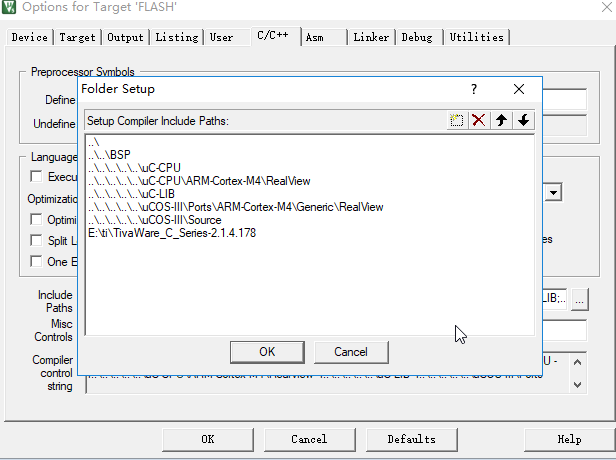 Options for Target 'FLASH'
Device Target Output Listing User C/C++ Asm Linker Debug Utilities
Preprocessor Symbols
Define
Undefine
Folder Setup
Setup Compiler Include Paths:
..\
..\..\BSP
..\..\..\..\..\uC-CPU
..\..\..\..\..\uC-CPU\ARM-Cortex-M4\RealView
..\..\..\..\..\uC-LIB
..\..\..\..\..\uCOS-III\Ports\ARM-Cortex-M4\Generic\RealView
..\..\..\..\..\uCOS-III\Source
E:\ti\TivaWare_C_Series-2.1.4.178
OK Cancel
Language
Execu
Optimizatio
Optimi
Split L
es
One E
Include Paths
LIB;..
...
Misc Controls
Compiler control string
OK Cancel Defaults Help